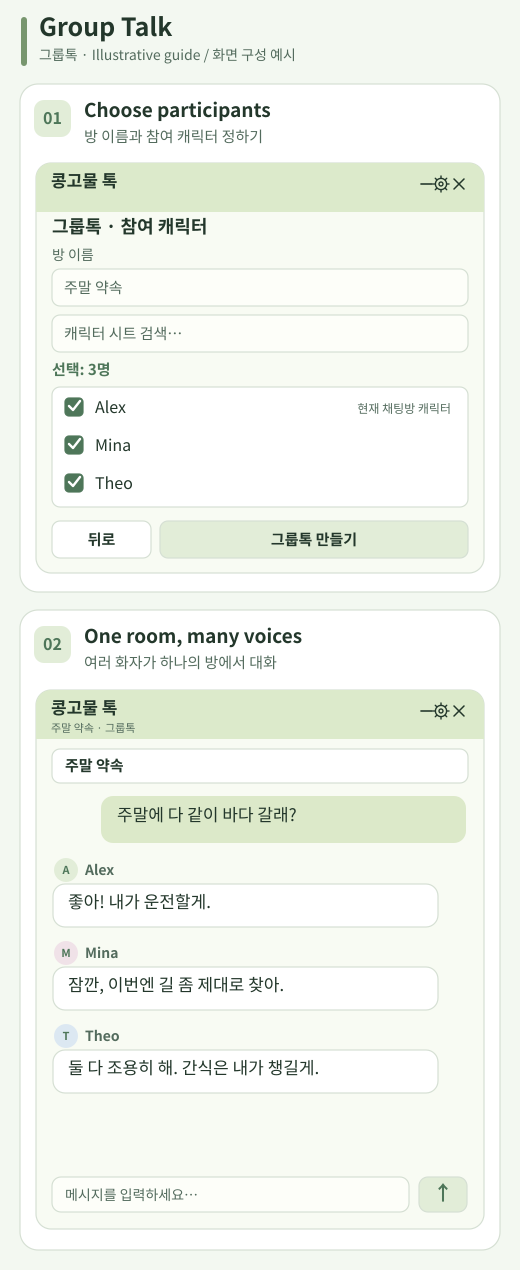 Group Talk
그룹톡 · Illustrative guide / 화면 구성 예시
01
Choose participants
방 이름과 참여 캐릭터 정하기
콩고물 톡
그룹톡 · 참여 캐릭터
방 이름
주말 약속
캐릭터 시트 검색…
선택: 3명
Alex 현재 채팅방 캐릭터
Mina
Theo
뒤로 그룹톡 만들기
02
One room, many voices
여러 화자가 하나의 방에서 대화
콩고물 톡
주말 약속 · 그룹톡
주말 약속
주말에 다 같이 바다 갈래?
A Alex
좋아! 내가 운전할게.
M Mina
잠깐, 이번엔 길 좀 제대로 찾아.
T Theo
둘 다 조용히 해. 간식은 내가 챙길게.
메시지를 입력하세요… ↑